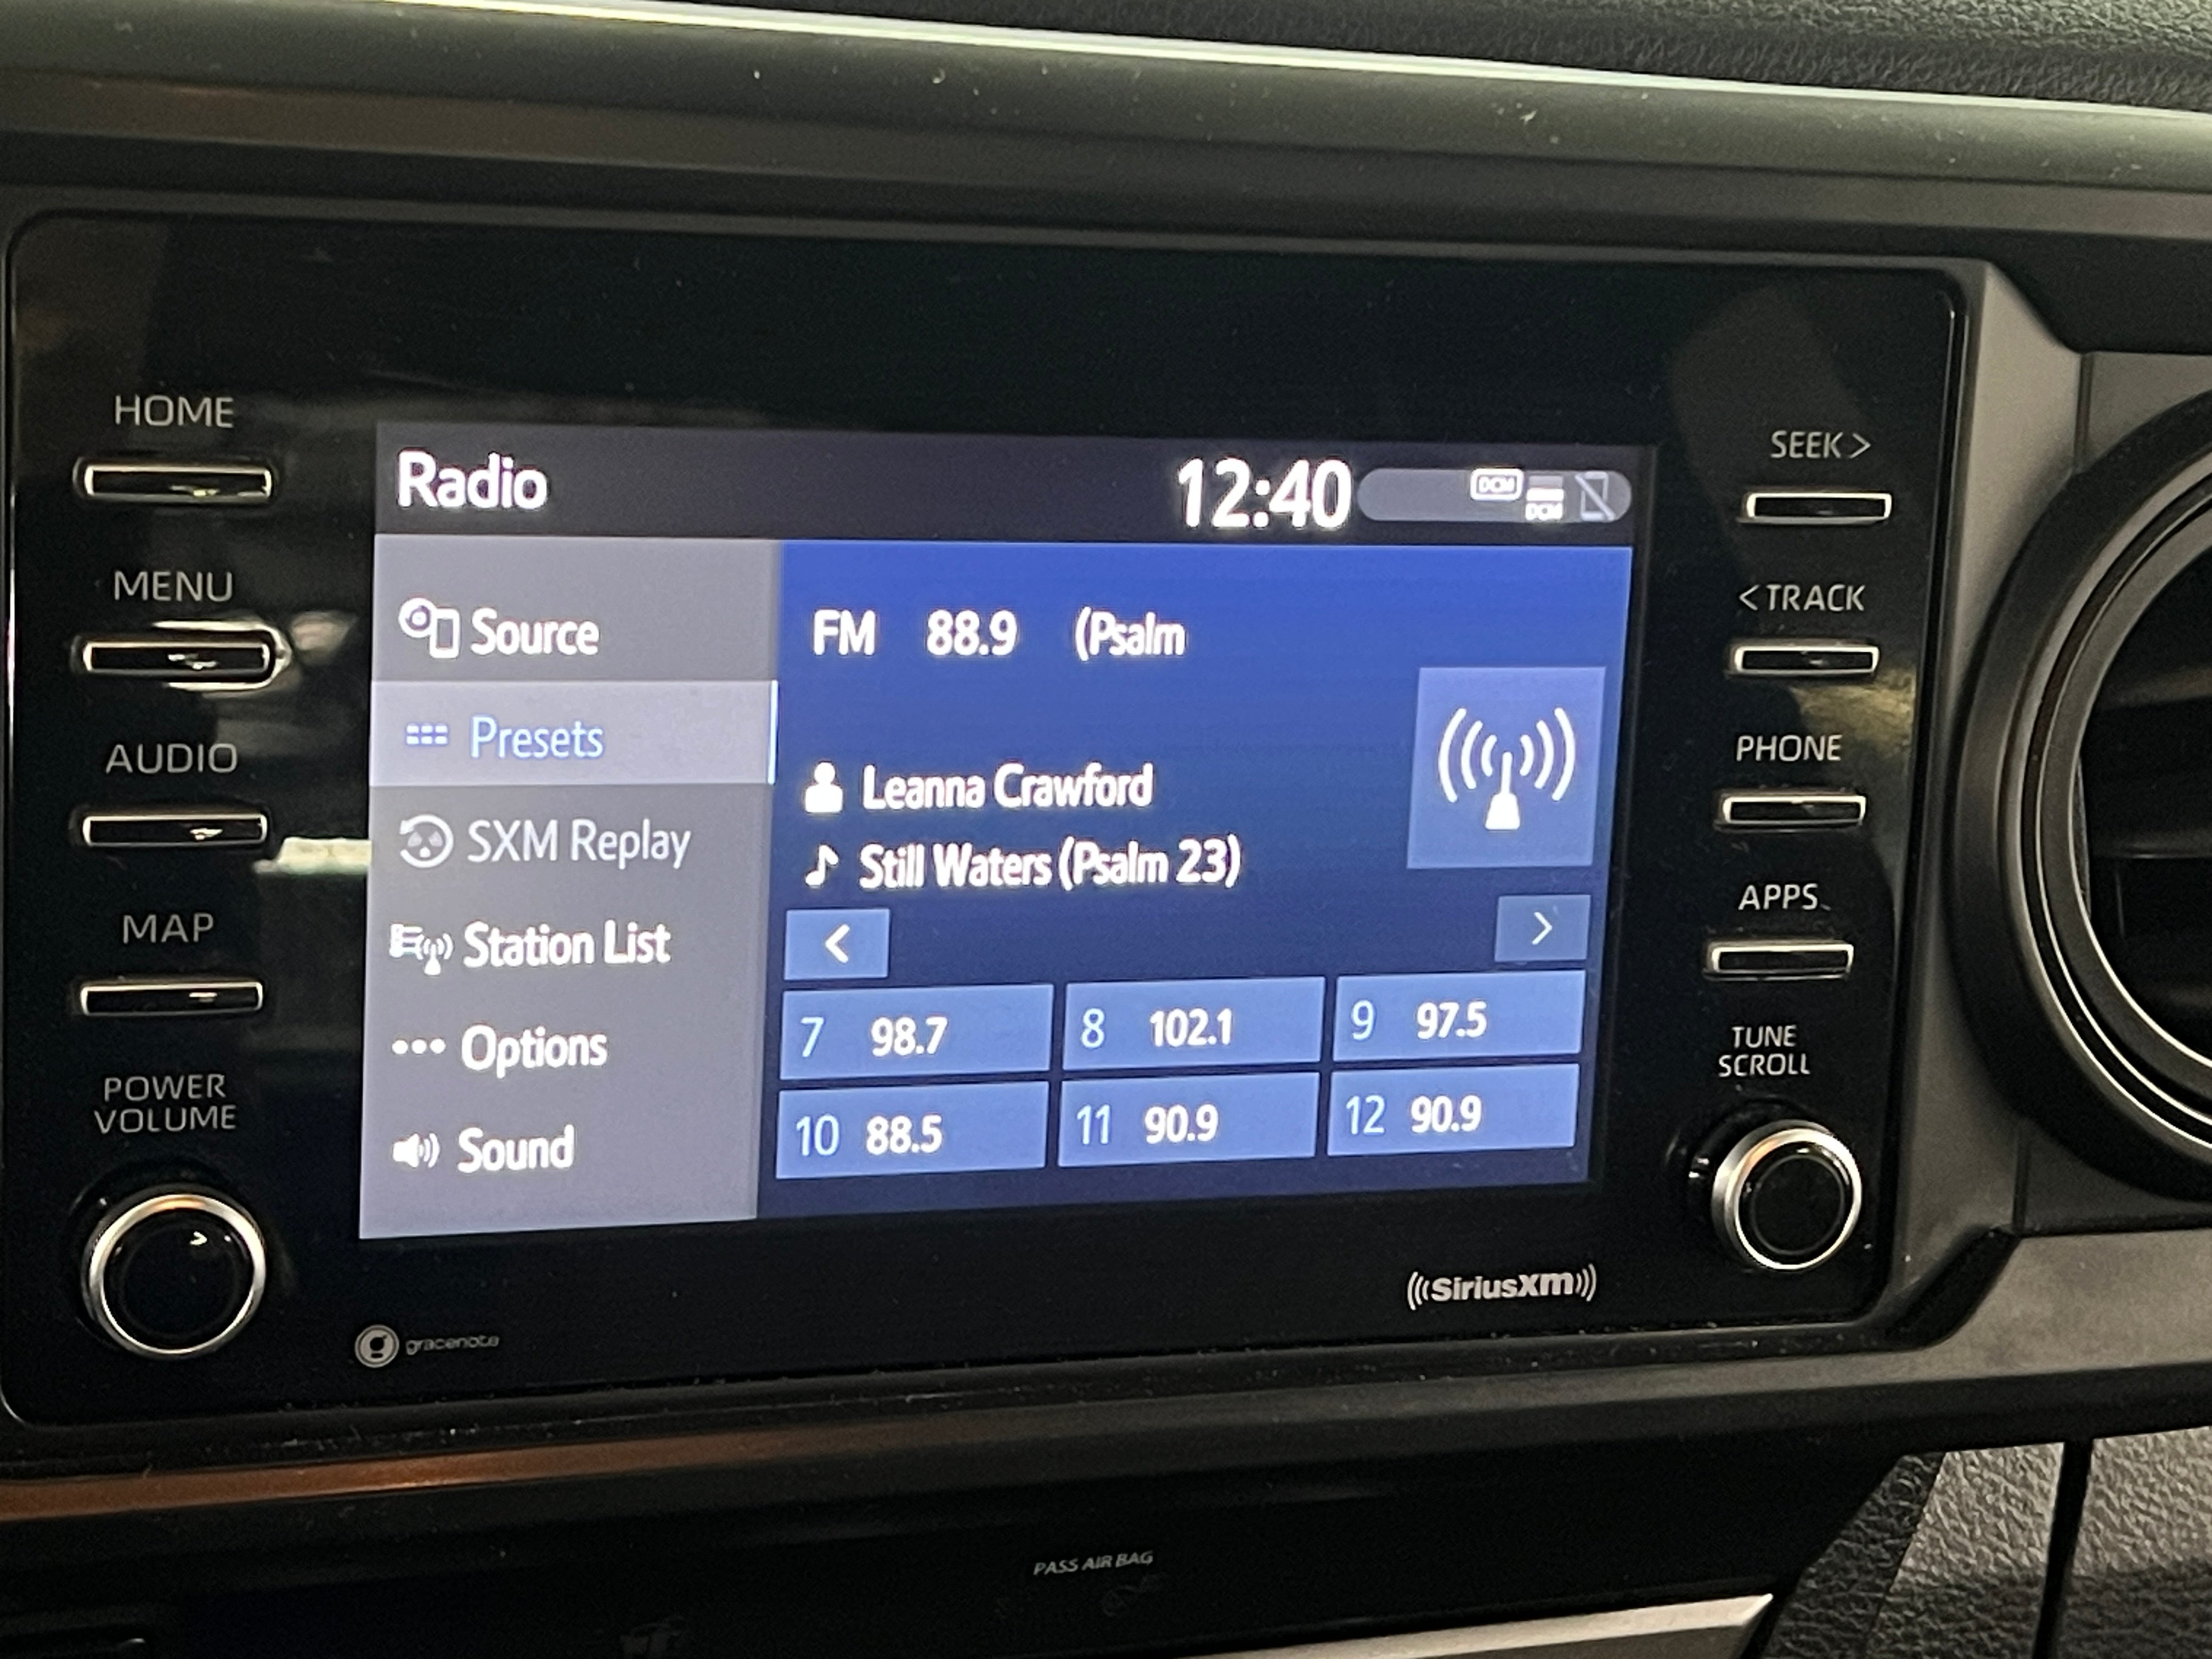 HOME
MENU
AUDIO
MAP
POWER
VOLUME
Radio
12:40
DCM
DCM
Source
Presets
SXM Replay
Station List
Options
Sound
FM 88.9 (Psalm
Leanna Crawford
Still Waters (Psalm 23)
<
>
7 98.7
8 102.1
9 97.5
10 88.5
11 90.9
12 90.9
SEEK >
< TRACK
PHONE
APPS
TUNE
SCROLL
gracenote
((SiriusXM))
PASS AIR BAG